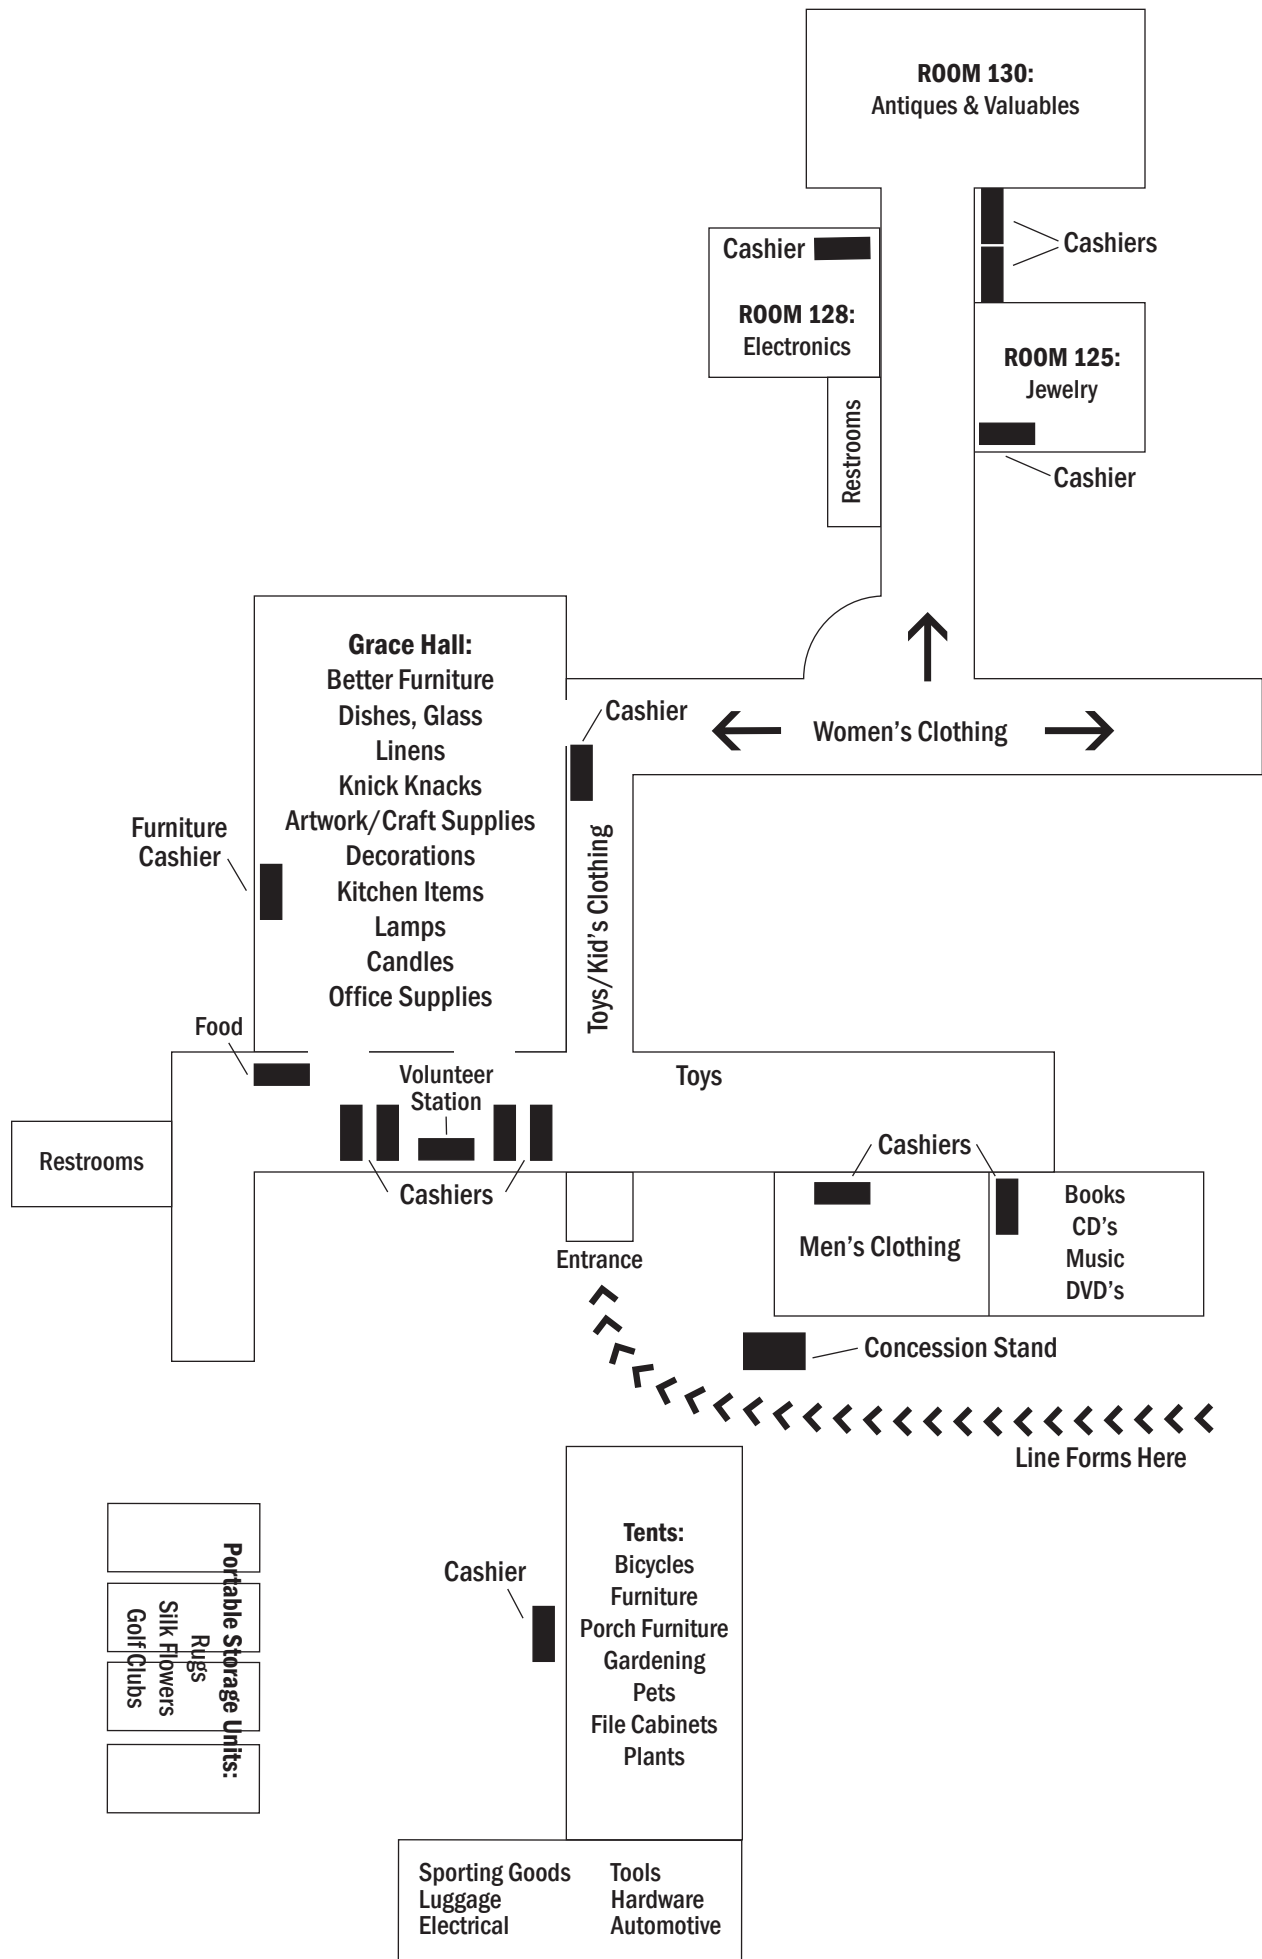 ROOM 130:
Antiques & Valuables
Cashiers
Cashier
ROOM 128:
Electronics
ROOM 125:
Jewelry
Cashier
Restrooms
Grace Hall:
Better Furniture
Dishes, Glass
Linens
Knick Knacks
Artwork/Craft Supplies
Decorations
Kitchen Items
Lamps
Candles
Office Supplies
Cashier
Women's Clothing
Furniture
Cashier
Toys/Kid's Clothing
Food
Volunteer
Station
Toys
Restrooms
Cashiers
Cashiers
Men's Clothing
Books
CD's
Music
DVD's
Entrance
Concession Stand
Line Forms Here
Portable Storage Units:
Rugs
Silk Flowers
Golf Clubs
Cashier
Tents:
Bicycles
Furniture
Porch Furniture
Gardening
Pets
File Cabinets
Plants
Sporting Goods
Luggage
Electrical
Tools
Hardware
Automotive